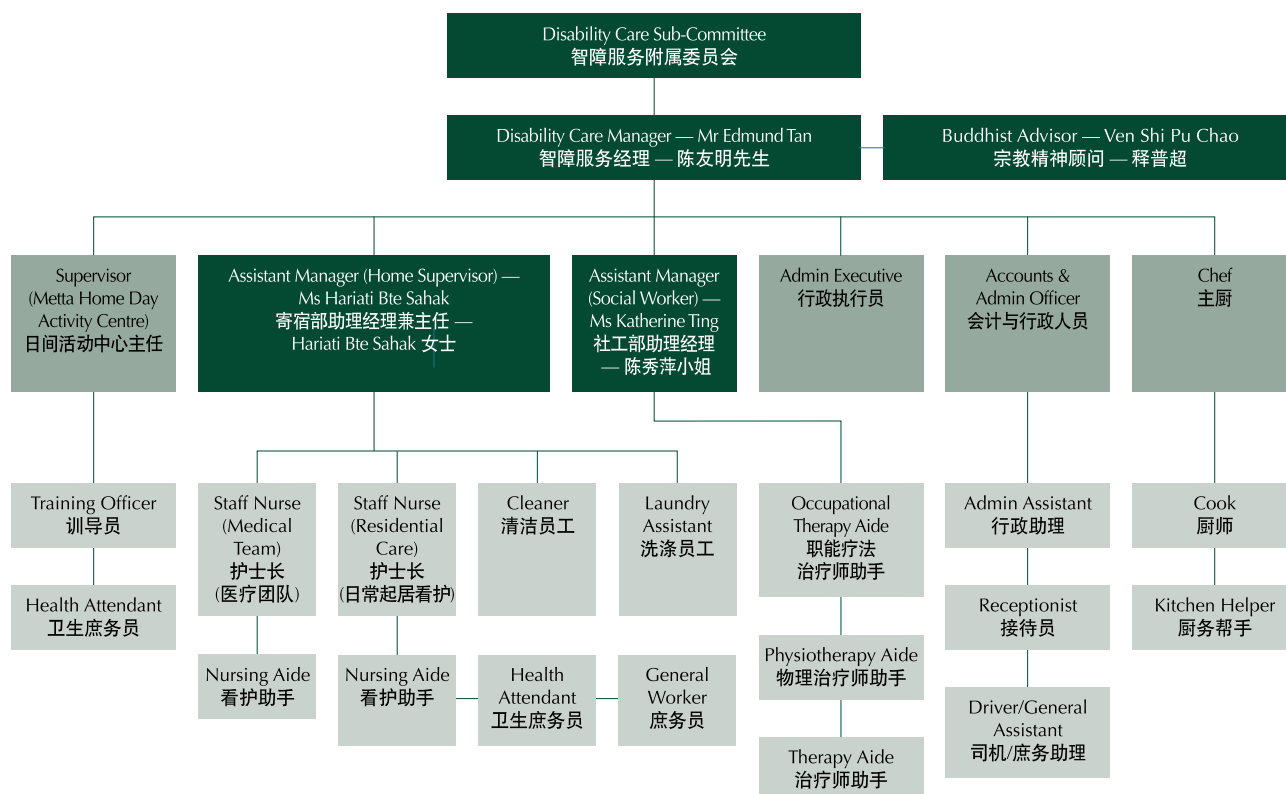 Disability Care Sub-Committee
智障服务附属委员会
Disability Care Manager — Mr Edmund Tan
智障服务经理 — 陈友明先生
Buddhist Advisor — Ven Shi Pu Chao
宗教精神顾问 — 释普超
Supervisor
(Metta Home Day
Activity Centre)
日间活动中心主任
Assistant Manager (Home Supervisor) —
Ms Hariati Bte Sahak
寄宿部助理经理兼主任 —
Hariati Bte Sahak 女士
Assistant Manager
(Social Worker) —
Ms Katherine Ting
社工部助理经理
— 陈秀萍小姐
Admin Executive
行政执行员
Accounts &
Admin Officer
会计与行政人员
Chef
主厨
Training Officer
训导员
Health Attendant
卫生庶务员
Staff Nurse
(Medical
Team)
护士长
(医疗团队)
Nursing Aide
看护助手
Staff Nurse
(Residential
Care)
护士长
(日常起居看护)
Nursing Aide
看护助手
Cleaner
清洁员工
Health
Attendant
卫生庶务员
Laundry
Assistant
洗涤员工
General
Worker
庶务员
Occupational
Therapy Aide
职能疗法
治疗师助手
Physiotherapy Aide
物理治疗师助手
Therapy Aide
治疗师助手
Admin Assistant
行政助理
Receptionist
接待员
Driver/General
Assistant
司机/庶务助理
Cook
厨师
Kitchen Helper
厨务帮手